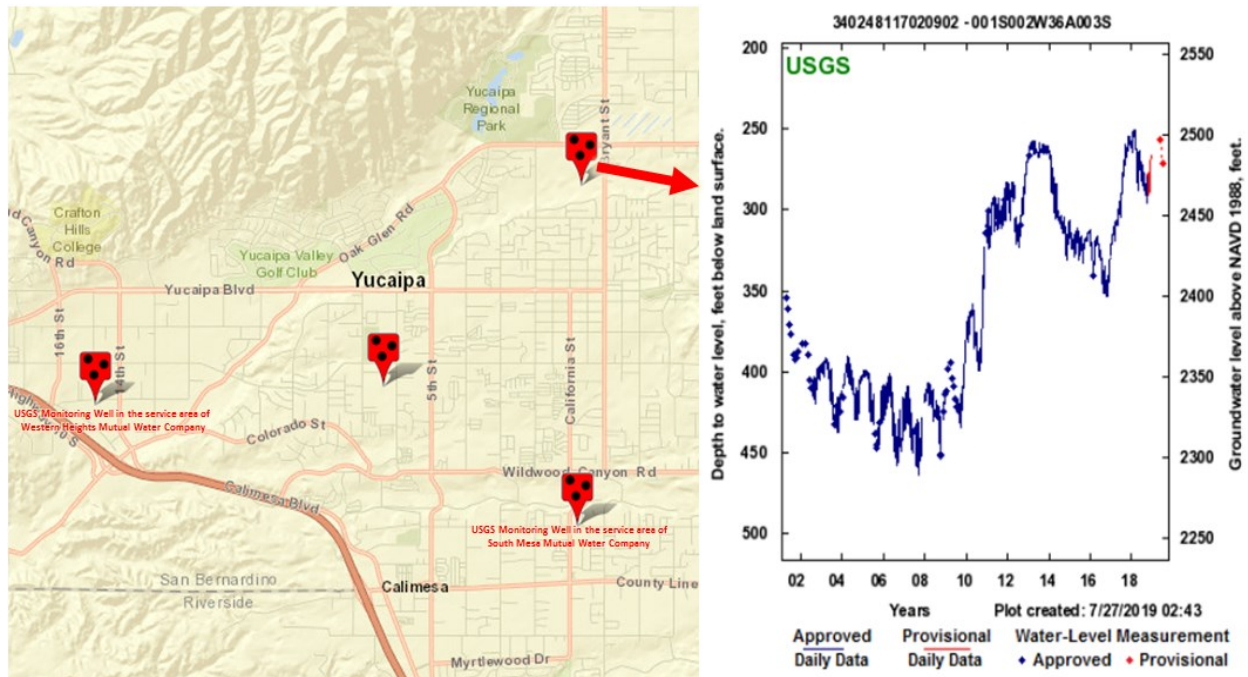 Yucaipa
Regional
Park
Bryant St
Crafton
Hills
College
Canyon Rd
Oak Glen Rd
Yucaipa Valley
Golf Club
Yucaipa
Yucaipa Blvd
16th St
14th St
5th St
California St
USGS Monitoring Well in the service area of
Western Heights Mutual Water Company
Colorado St
Wildwood Canyon Rd
Calimesa Blvd
USGS Monitoring Well in the service area of
South Mesa Mutual Water Company
San Bernardino
Riverside
Calimesa
County Line
Myrtlewood Dr
340248117020902 - 001S002W36A003S
USGS
Depth to water level, feet below land surface.
200
250
300
350
400
450
500
Groundwater level above NAVD 1988, feet.
2550
2500
2450
2400
2350
2300
2250
02 04 06 08 10 12 14 16 18
Years Plot created: 7/27/2019 02:43
Approved Provisional Water-Level Measurement
Daily Data Daily Data Approved Provisional